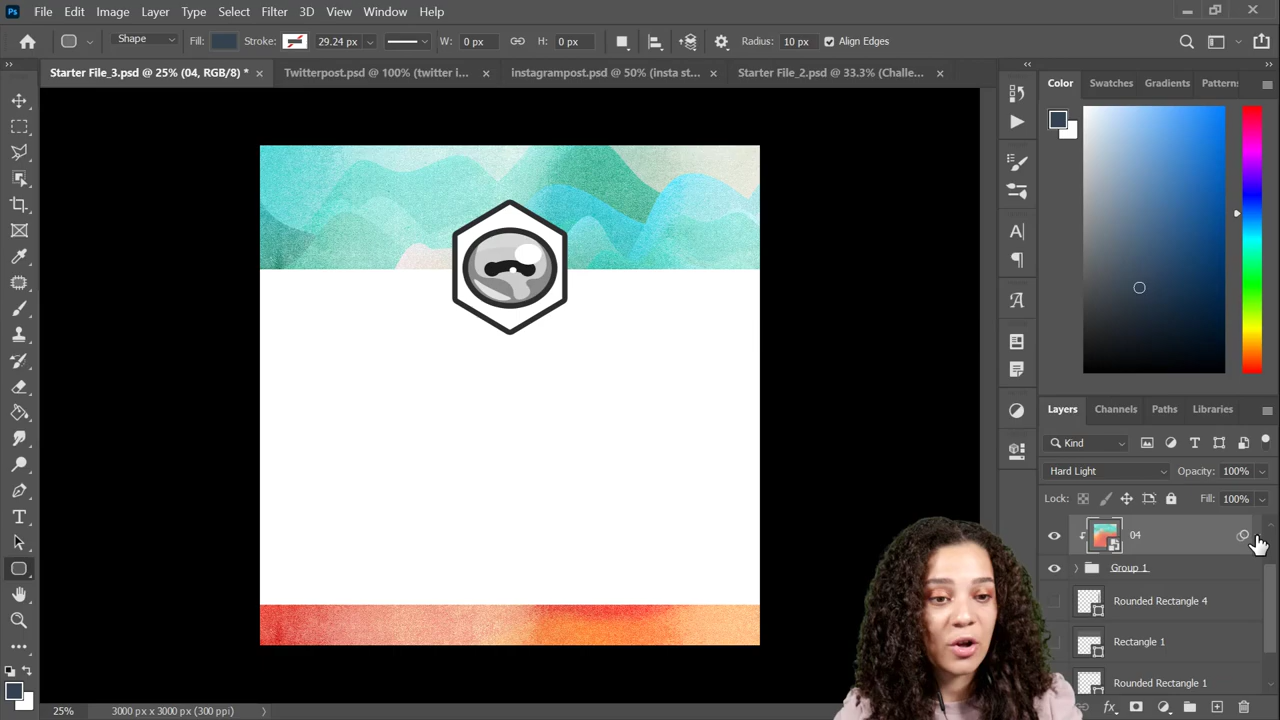 Ps File Edit Image Layer Type Select Filter 3D View Window Help
Shape Fill: Stroke: 29.24 px W: 0 px H: 0 px Radius: 10 px Align Edges
Starter File_3.psd @ 25% (04, RGB/8) * Twitterpost.psd @ 100% (twitter i... instagrampost.psd @ 50% (insta st... Starter File_2.psd @ 33.3% (Challe...
Color Swatches Gradients Patterns
Layers Channels Paths Libraries
Kind
Hard Light Opacity: 100%
Lock: Fill: 100%
04
Group 1
Rounded Rectangle 4
Rectangle 1
Rounded Rectangle 1
25% 3000 px x 3000 px (300 ppi)